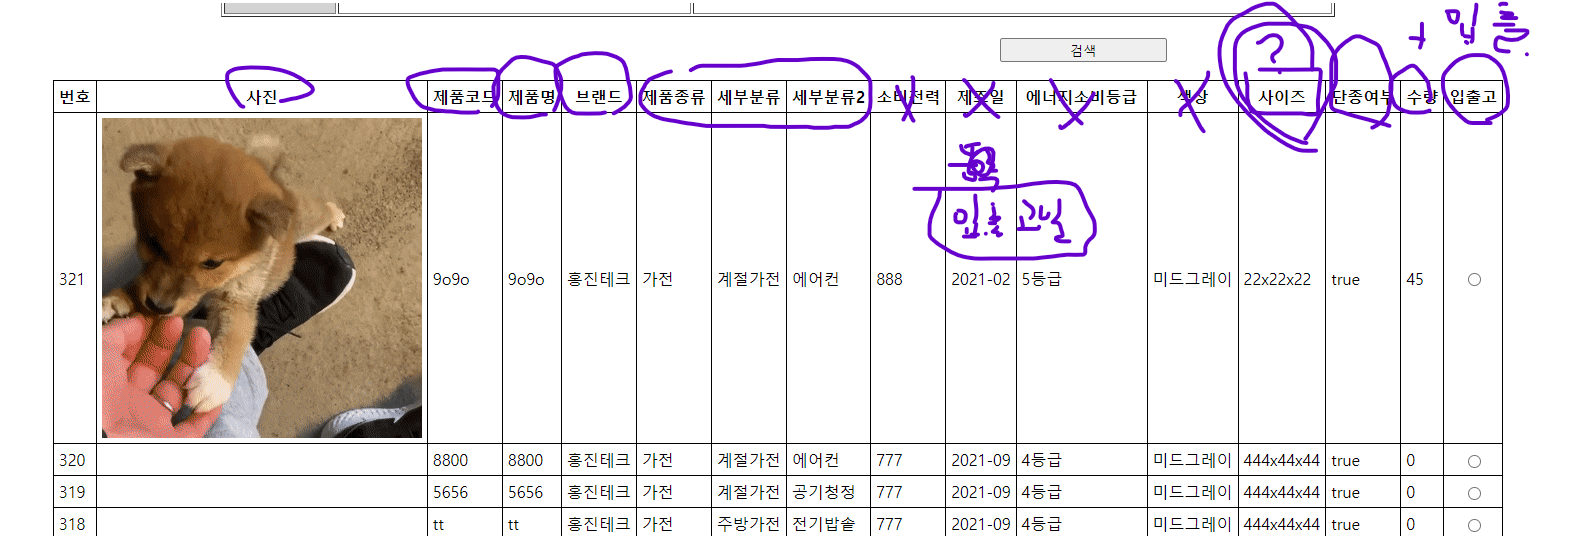 + 입출
?
검색
번호 사진 제품코드 제품명 브랜드 제품종류 세부분류 세부분류2 소비전력 제조일 에너지소비등급 색상 사이즈 단종여부 수량 입출고
입출고일
321 9o9o 9o9o 홍진테크 가전 계절가전 에어컨 888 2021-02 5등급 미드그레이 22x22x22 true 45
320 8800 8800 홍진테크 가전 계절가전 에어컨 777 2021-09 4등급 미드그레이 444x44x44 true 0
319 5656 5656 홍진테크 가전 계절가전 공기청정 777 2021-09 4등급 미드그레이 444x44x44 true 0
318 tt tt 홍진테크 가전 주방가전 전기밥솥 777 2021-09 4등급 미드그레이 444x44x44 true 0